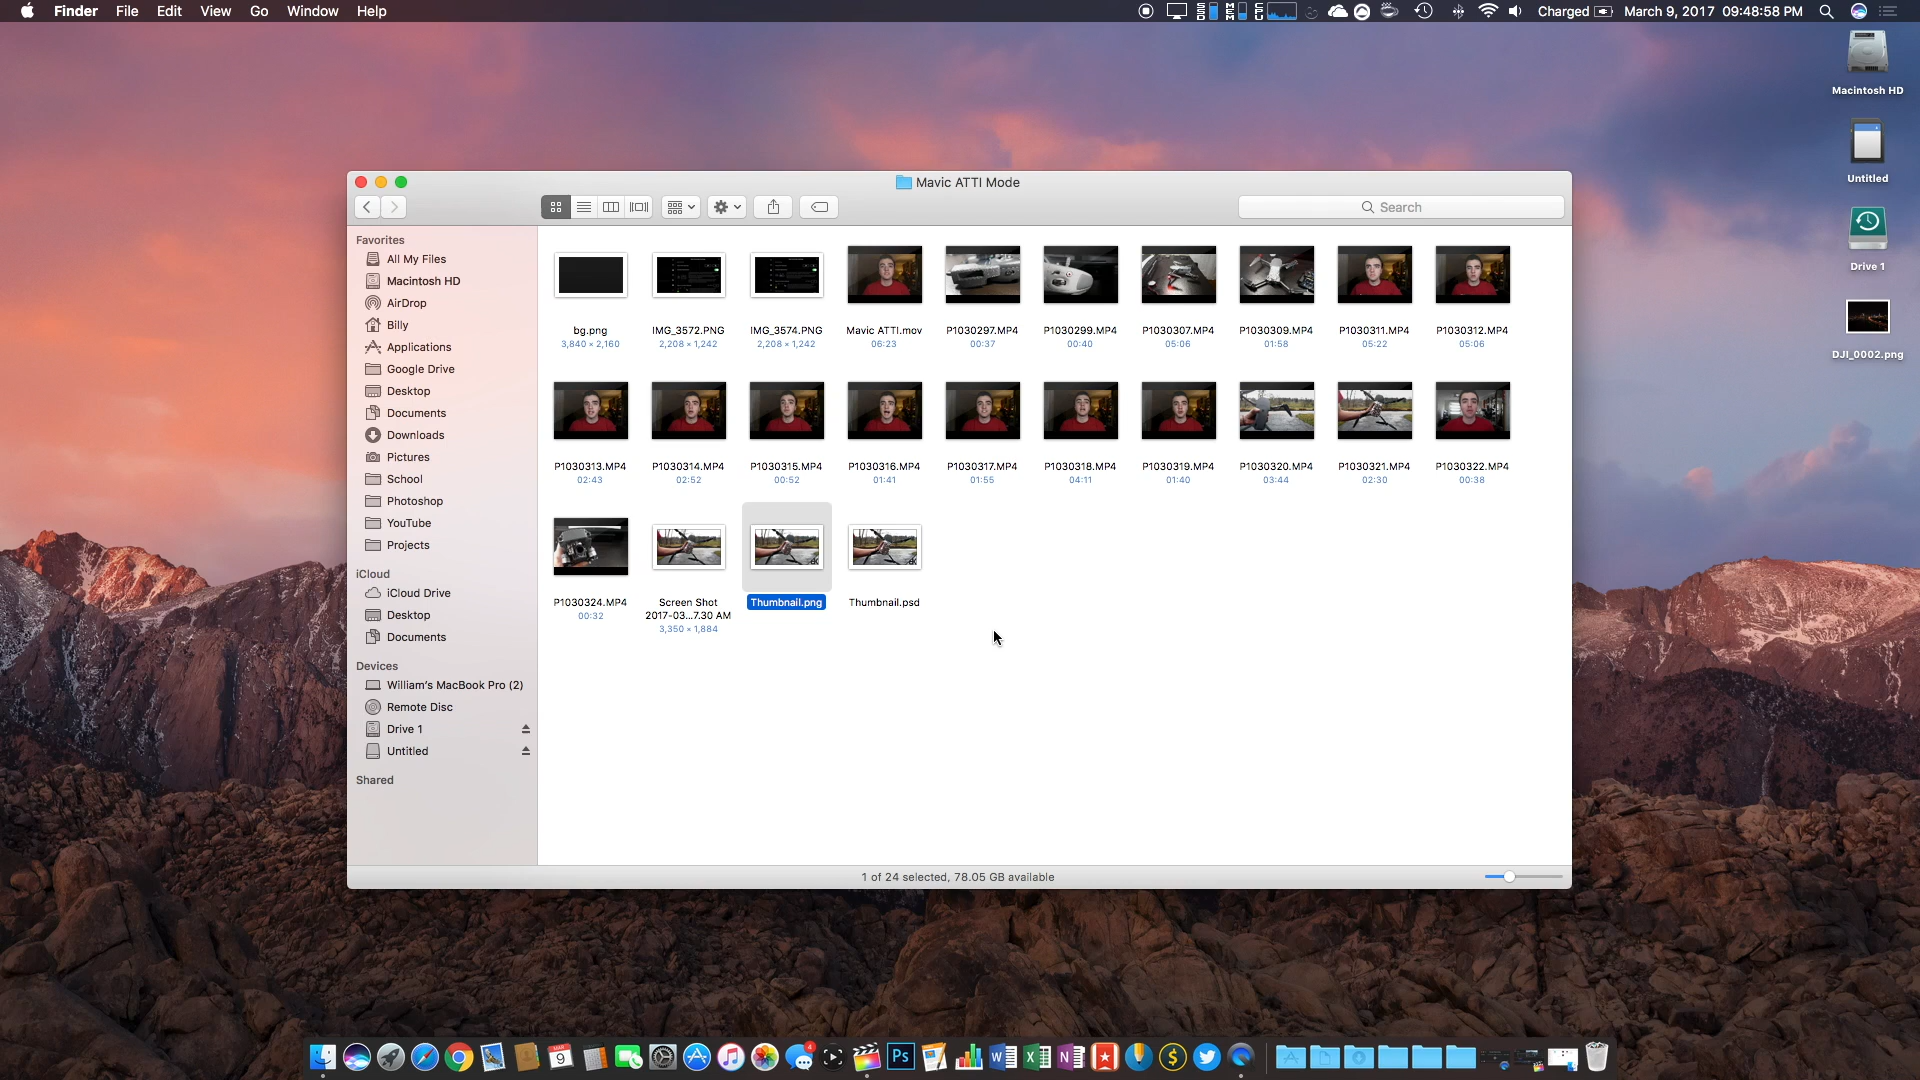 Finder File Edit View Go Window Help
SSD MEM CPU Charged March 9, 2017 09:48:58 PM
Macintosh HD
Untitled
Drive 1
DJI_0002.png
Mavic ATTI Mode
Search
Favorites
All My Files
Macintosh HD
AirDrop
Billy
Applications
Google Drive
Desktop
Documents
Downloads
Pictures
School
Photoshop
YouTube
Projects
iCloud
iCloud Drive
Desktop
Documents
Devices
William's MacBook Pro (2)
Remote Disc
Drive 1
Untitled
Shared
bg.png IMG_3572.PNG IMG_3574.PNG Mavic ATTI.mov P1030297.MP4 P1030299.MP4 P1030307.MP4 P1030309.MP4 P1030311.MP4 P1030312.MP4
3,840 × 2,160 2,208 × 1,242 2,208 × 1,242 06:23 00:37 00:40 05:06 01:58 05:22 05:06
P1030313.MP4 P1030314.MP4 P1030315.MP4 P1030316.MP4 P1030317.MP4 P1030318.MP4 P1030319.MP4 P1030320.MP4 P1030321.MP4 P1030322.MP4
02:43 02:52 00:52 01:41 01:55 04:11 01:40 03:44 02:30 00:38
P1030324.MP4 Screen Shot Thumbnail.png Thumbnail.psd
00:32 2017-03...7.30 AM
3,350 × 1,884
1 of 24 selected, 78.05 GB available
MAR
9
4
Ps
W
X
N
$